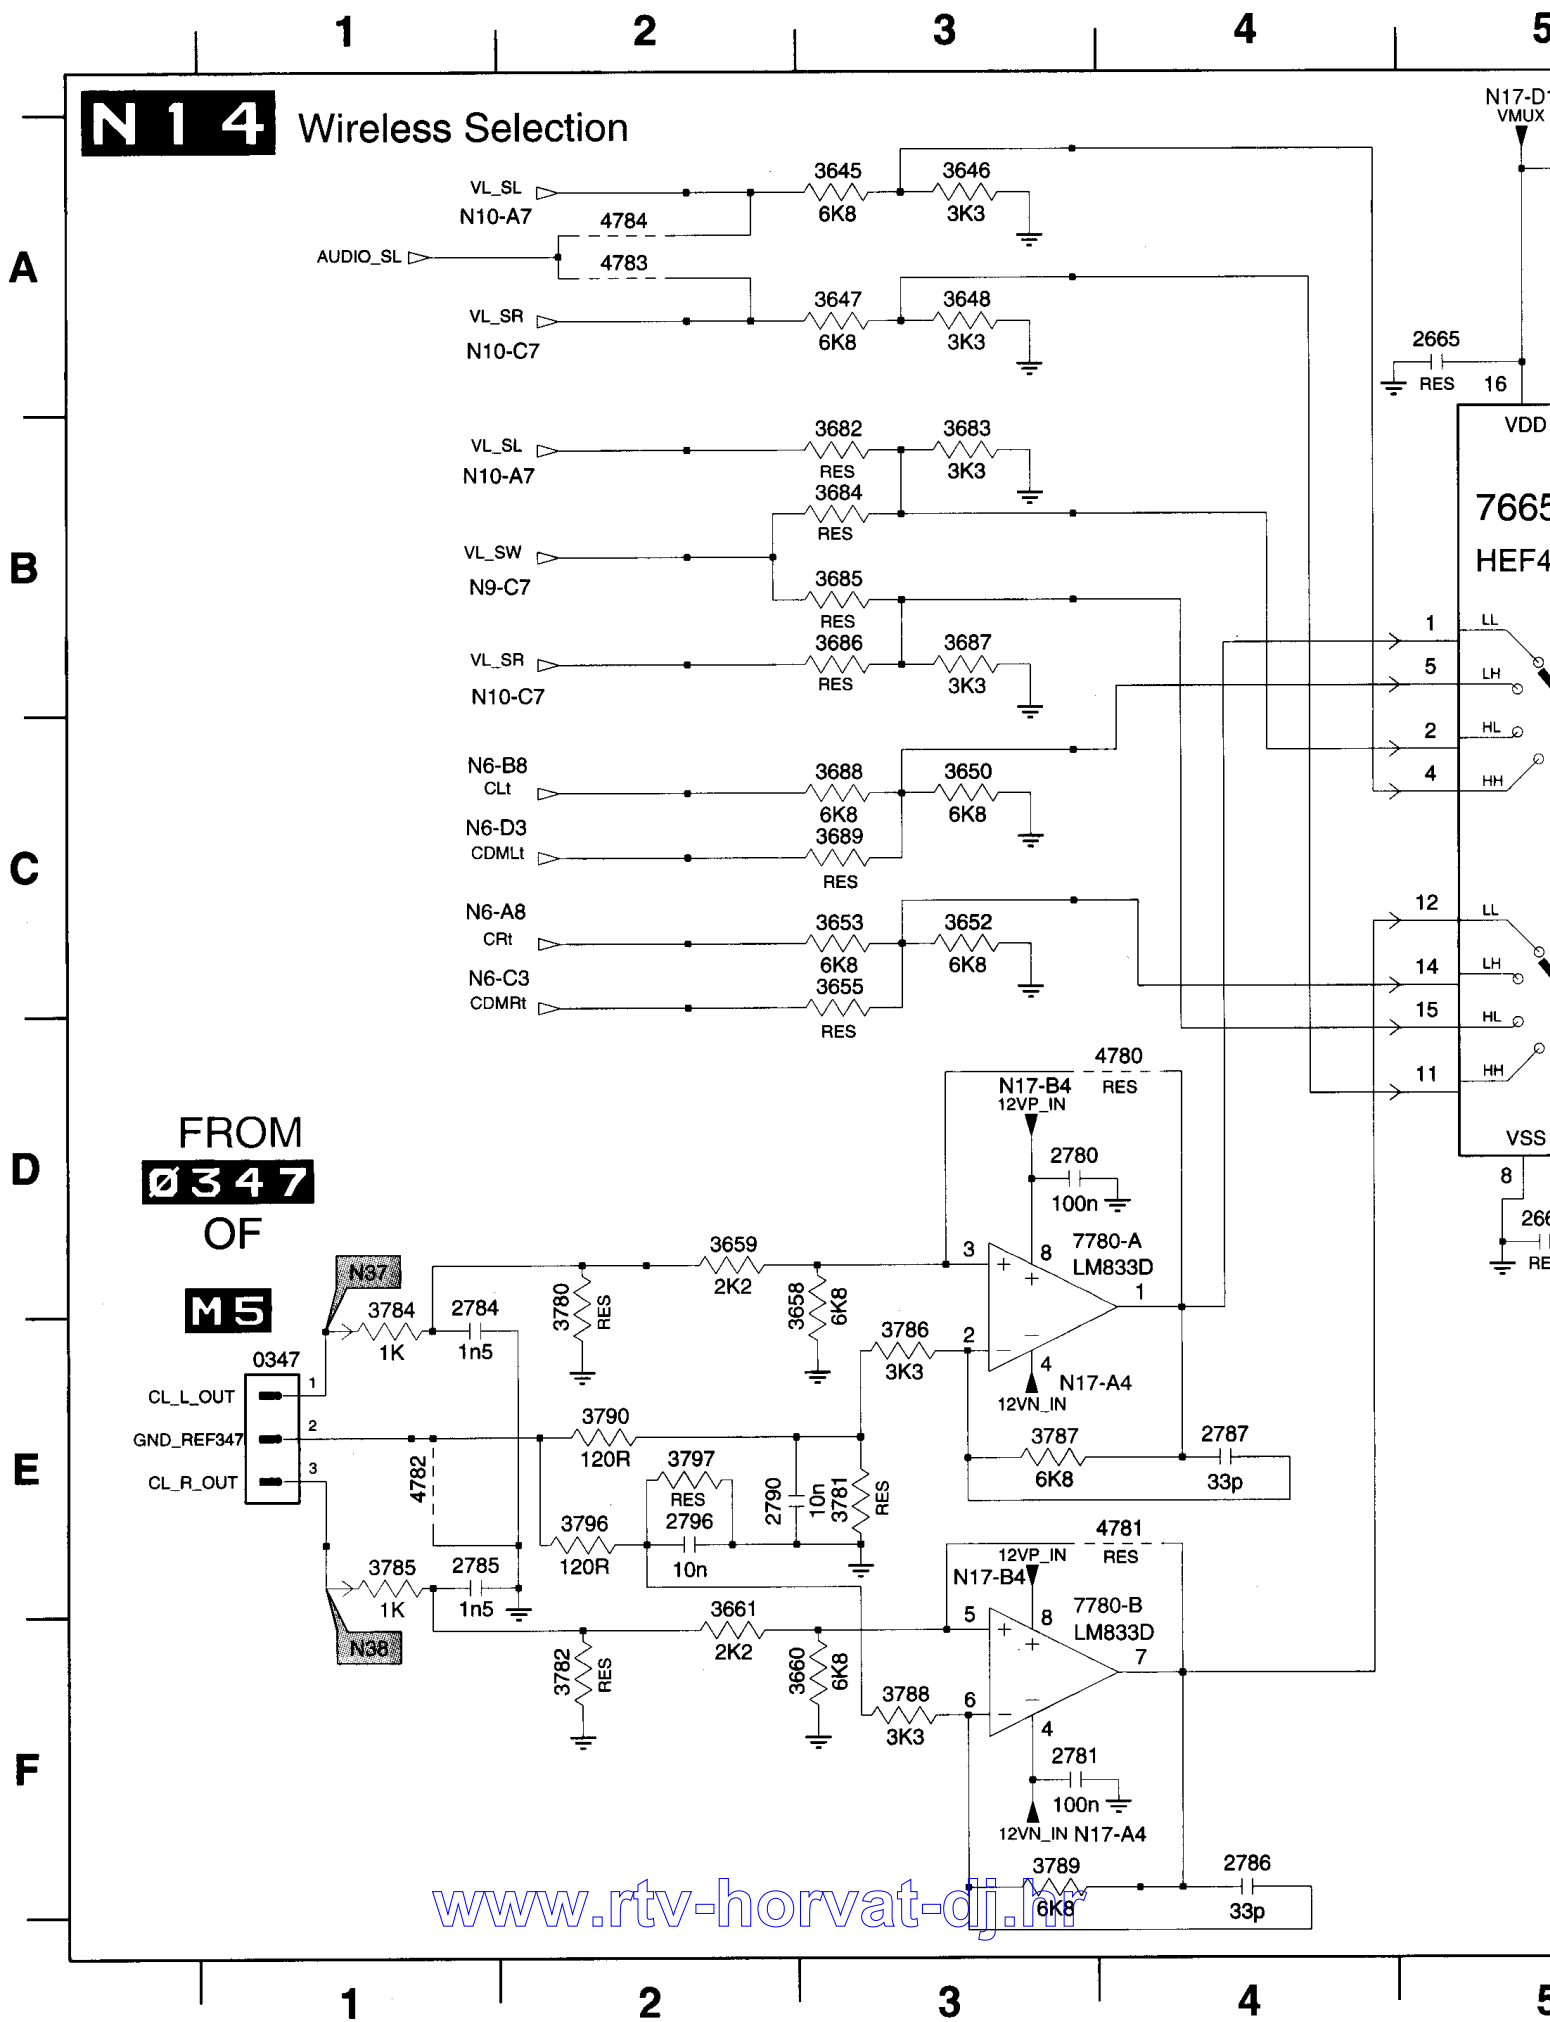 1 2 3 4 5
N14 Wireless Selection
N17-D1
VMUX
A
VL_SL
N10-A7
4784
AUDIO_SL
4783
VL_SR
N10-C7
3645
6K8
3646
3K3
3647
6K8
3648
3K3
2665
RES
16
VDD
7665
HEF4
B
VL_SL
N10-A7
VL_SW
N9-C7
VL_SR
N10-C7
3682
RES
3683
3K3
3684
RES
3685
RES
3686
RES
3687
3K3
1 LL
5 LH
2 HL
4 HH
C
N6-B8
CLt
N6-D3
CDMLt
N6-A8
CRt
N6-C3
CDMRt
3688
6K8
3650
6K8
3689
RES
3653
6K8
3652
6K8
3655
RES
12 LL
14 LH
15 HL
11 HH
VSS
8
266
RE
D
FROM
0347
OF
M5
4780
RES
N17-B4
12VP_IN
2780
100n
7780-A
LM833D
3
8
1
2
4
N17-A4
12VN_IN
N37
3784
1K
2784
1n5
3780
RES
3659
2K2
3658
6K8
3786
3K3
E
0347
CL_L_OUT 1
GND_REF347 2
CL_R_OUT 3
4782
3790
120R
3797
RES
3796
120R
2796
10n
2790
10n
3781
RES
3787
6K8
2787
33p
4781
RES
12VP_IN
N17-B4
3785
1K
2785
1n5
N38
F
3782
RES
3661
2K2
3660
6K8
3788
3K3
5
8
7780-B
LM833D
7
6
4
2781
100n
12VN_IN N17-A4
3789
6K8
2786
33p
www.rtv-horvat-dj.hr
1 2 3 4 5